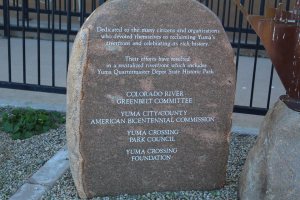 Dedicated to the many citizens and organizations
who devoted themselves to reclaiming Yuma's
riverfront and celebrating its rich history.
Their efforts have resulted
in a revitalized riverfront which includes
Yuma Quartermaster Depot State Historic Park
COLORADO RIVER
GREENBELT COMMITTEE
YUMA CITY/COUNTY
AMERICAN BICENTENNIAL COMMISSION
YUMA CROSSING
PARK COUNCIL
YUMA CROSSING
FOUNDATION